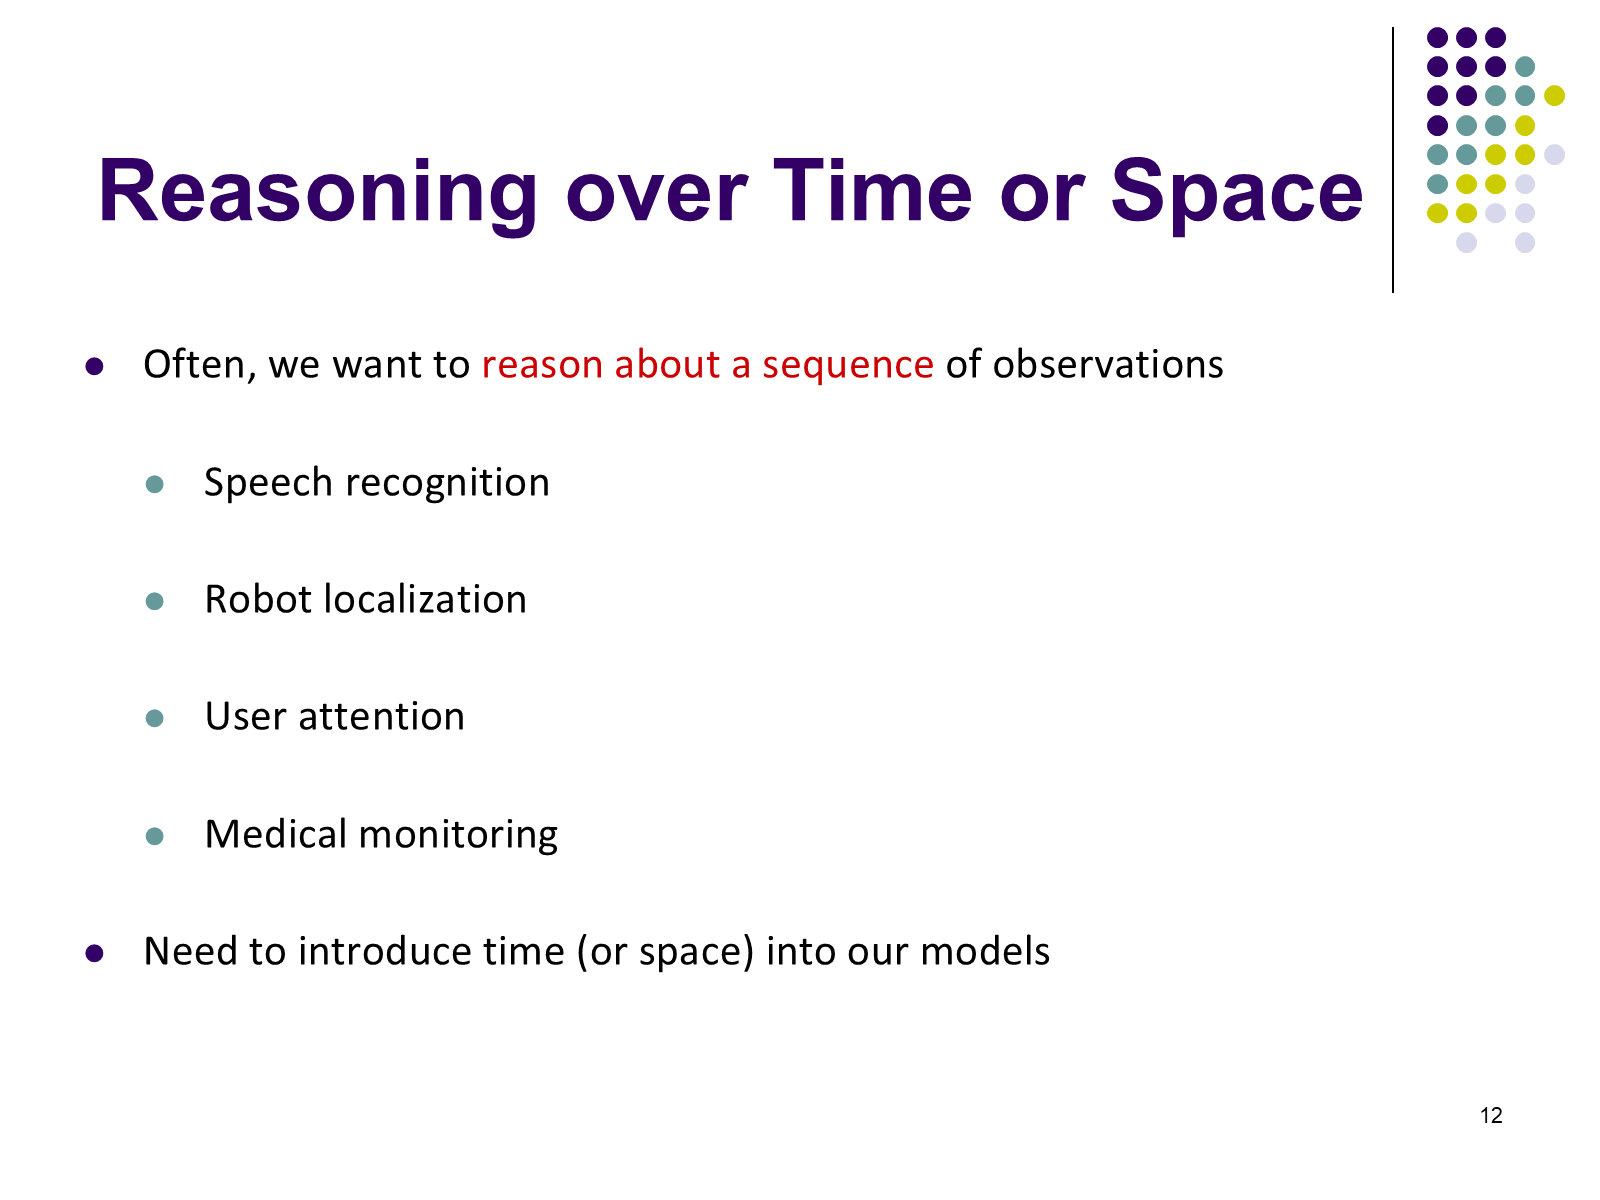 Reasoning over Time or Space
Often, we want to reason about a sequence of observations
Speech recognition
Robot localization
User attention
Medical monitoring
Need to introduce time (or space) into our models
12